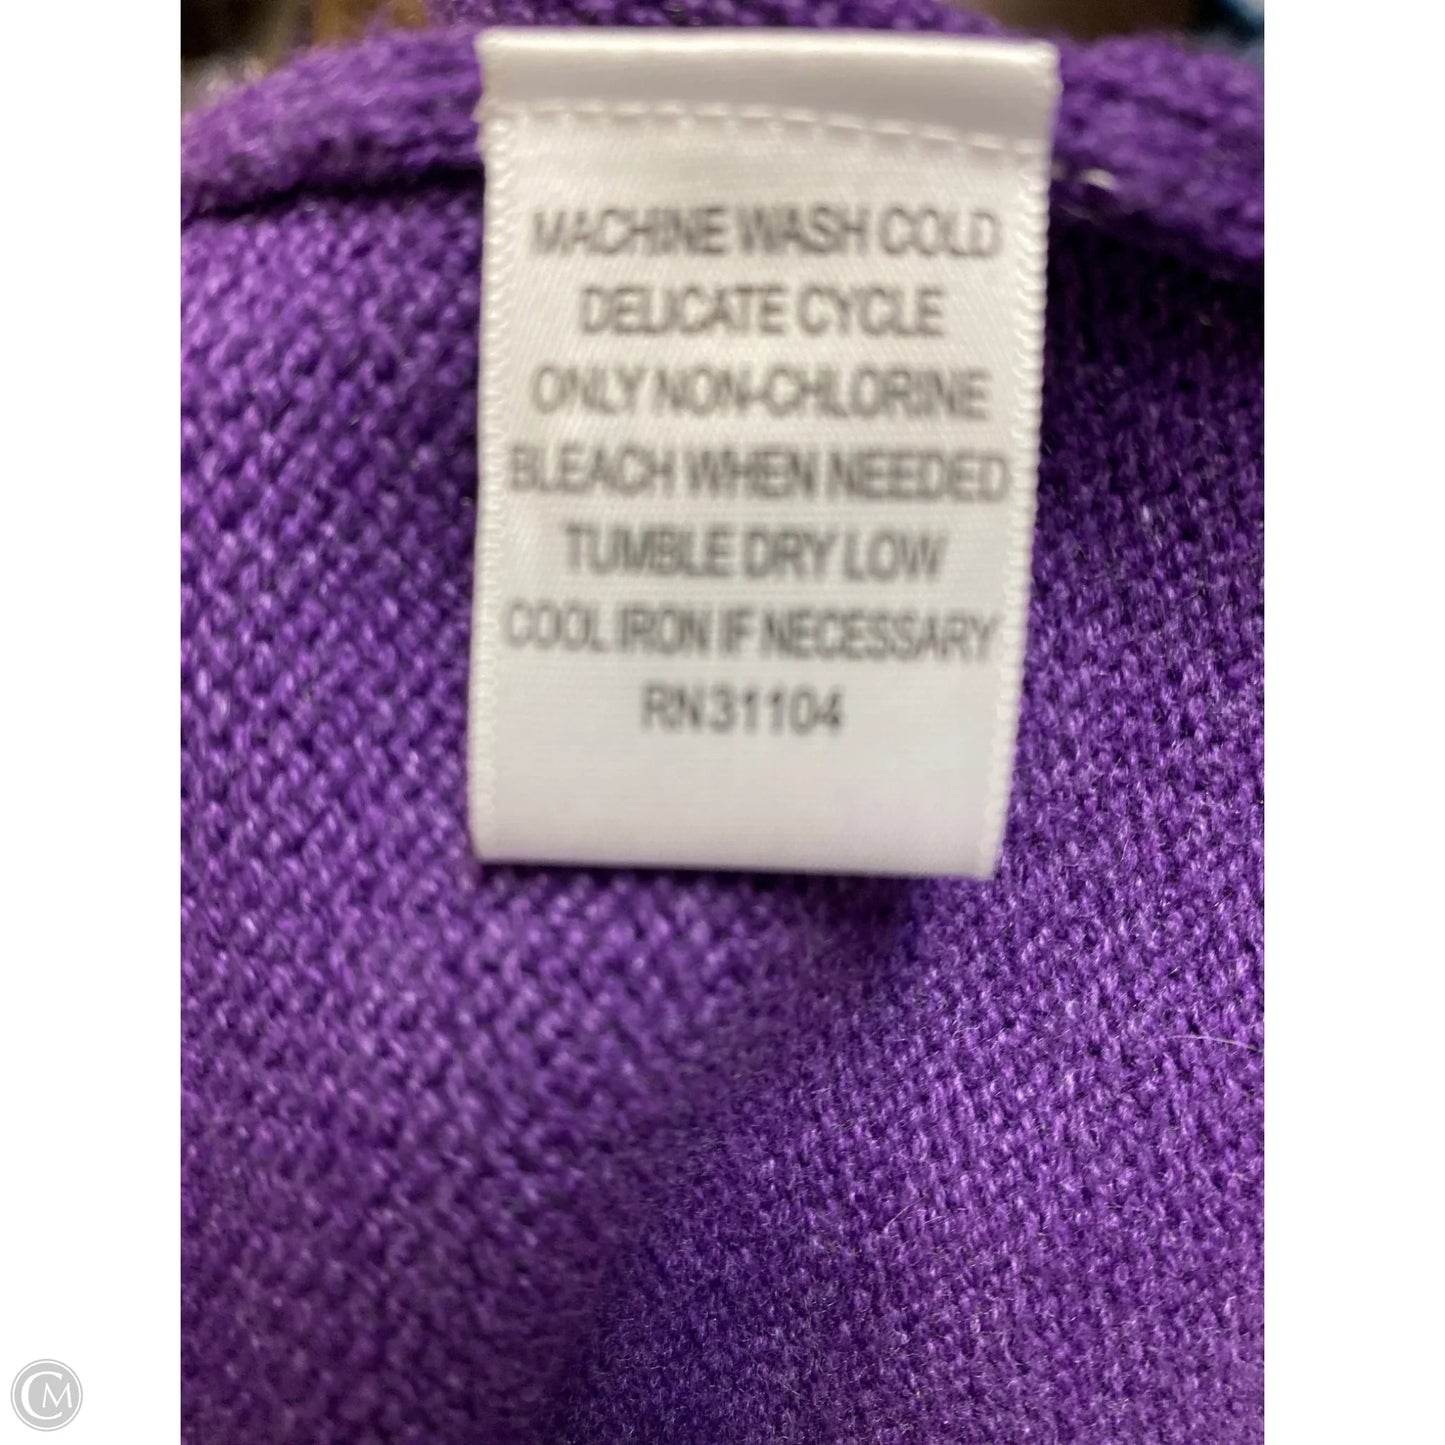 MACHINE WASH COLD
DELICATE CYCLE
ONLY NON-CHLORINE
BLEACH WHEN NEEDED
TUMBLE DRY LOW
COOL IRON IF NECESSARY
RN31104
CM